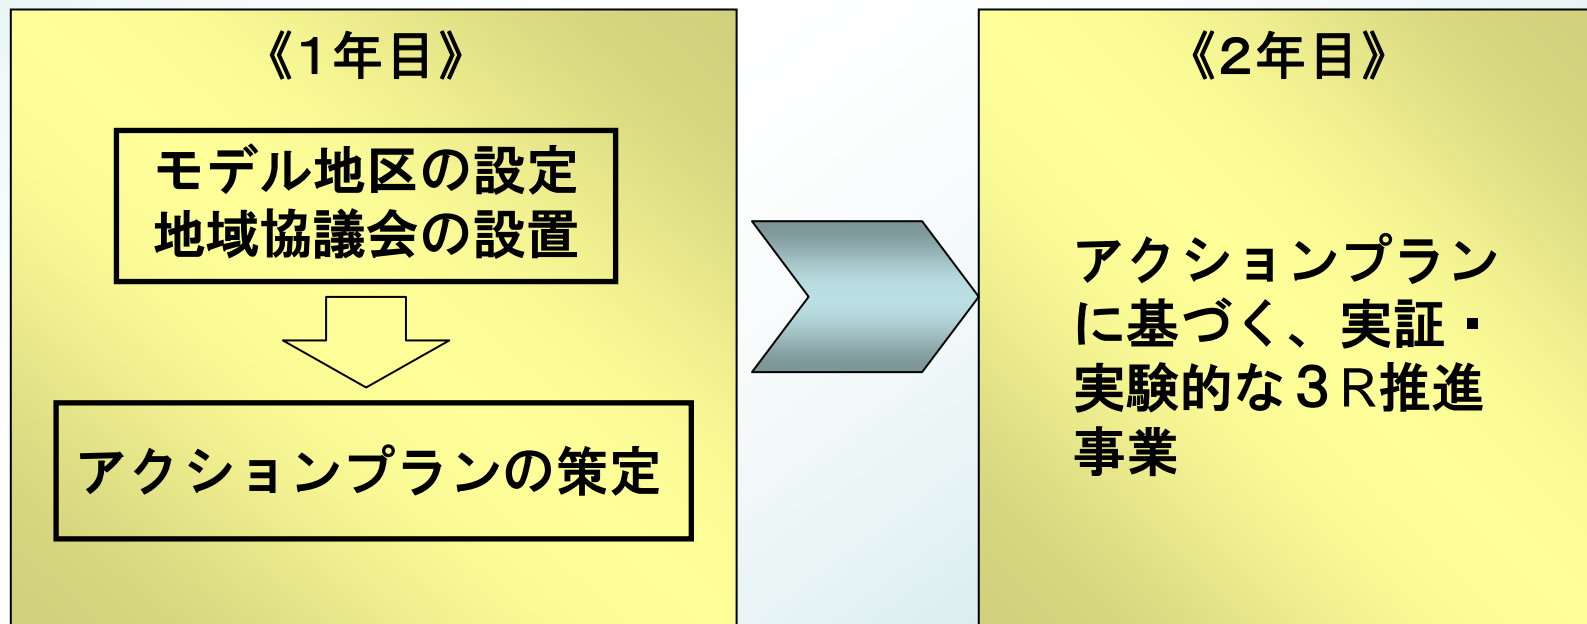 《1年目》
モデル地区の設定
地域協議会の設置
アクションプランの策定
《2年目》
アクションプラン
に基づく、実証・
実験的な３Ｒ推進
事業